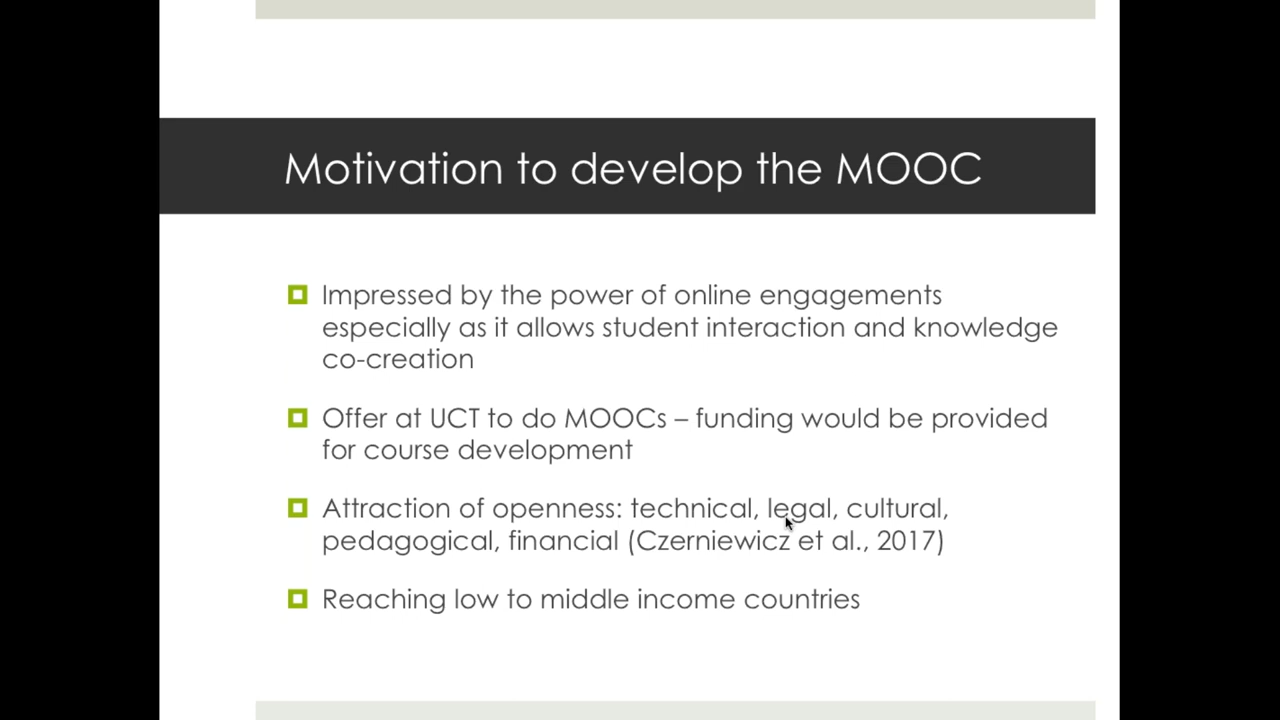 Motivation to develop the MOOC
Impressed by the power of online engagements
especially as it allows student interaction and knowledge
co-creation
Offer at UCT to do MOOCs – funding would be provided
for course development
Attraction of openness: technical, legal, cultural,
pedagogical, financial (Czerniewicz et al., 2017)
Reaching low to middle income countries